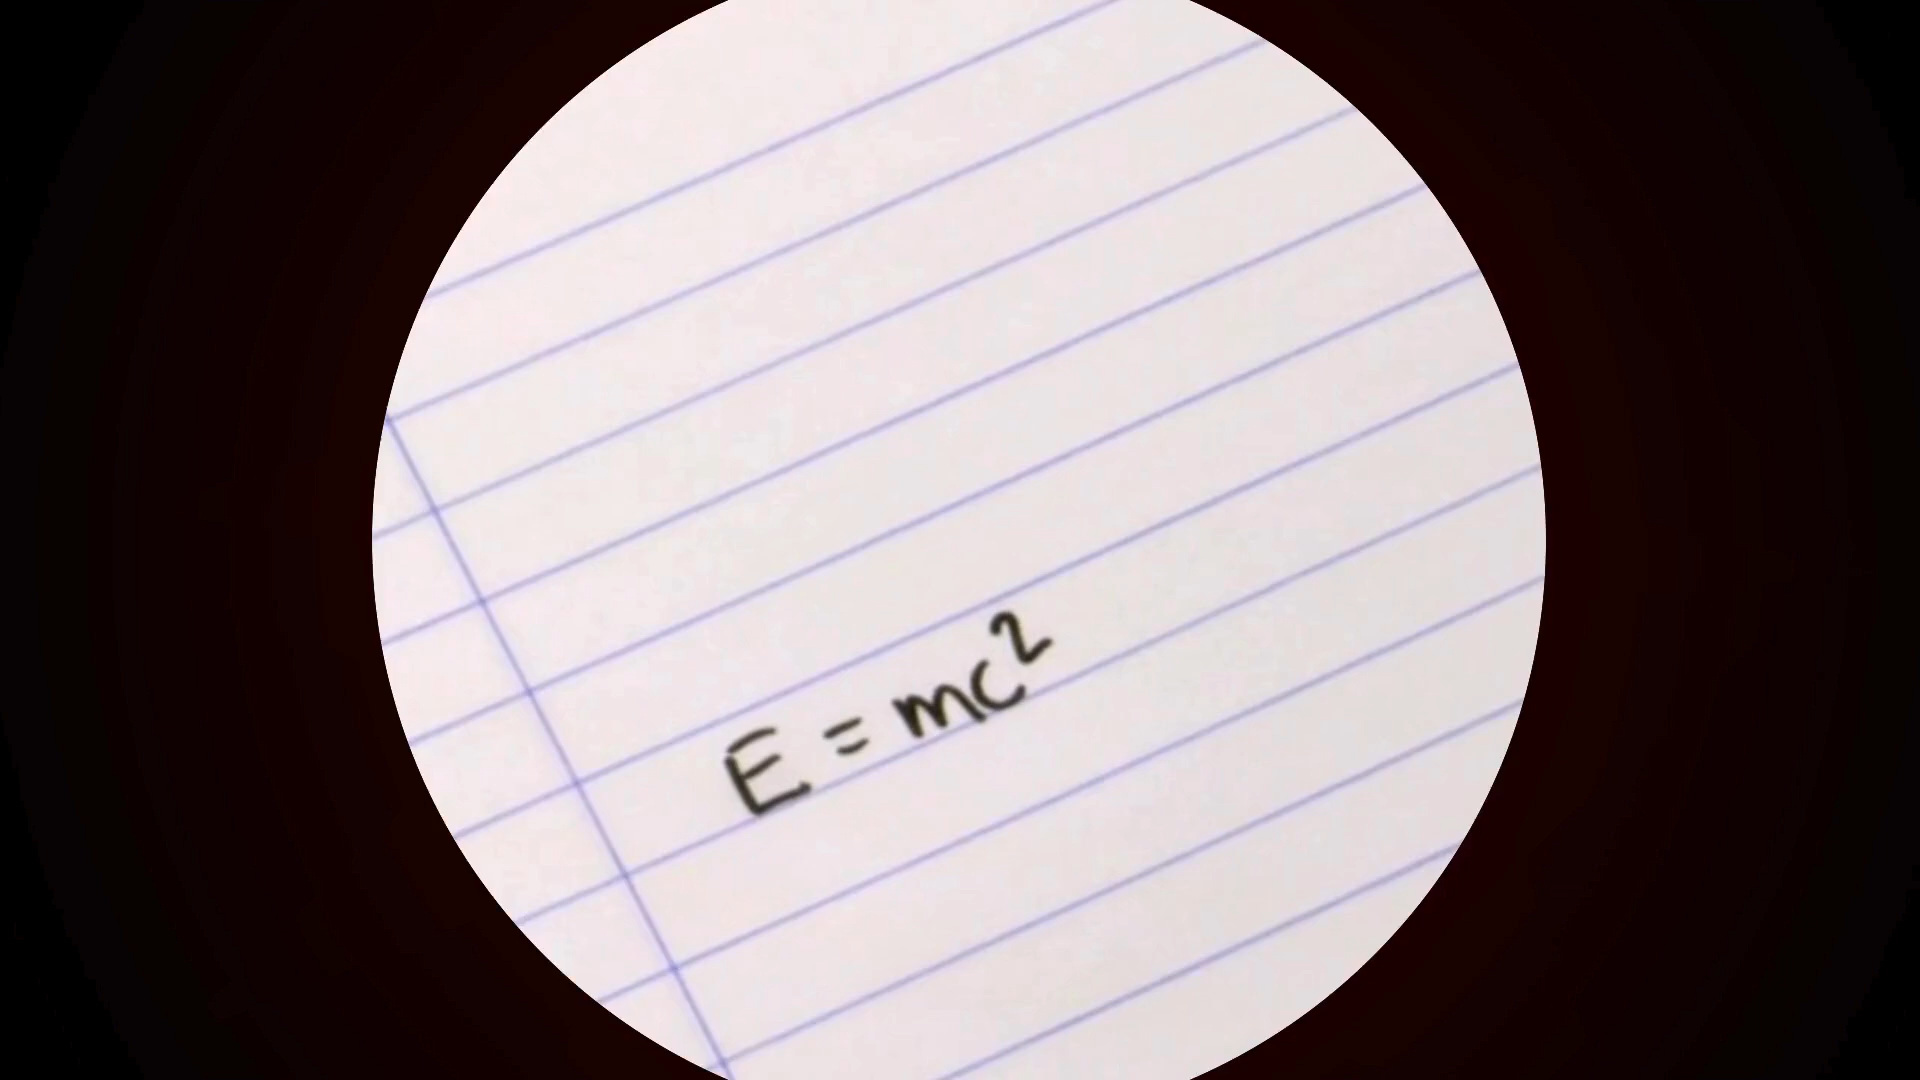 E = mc²